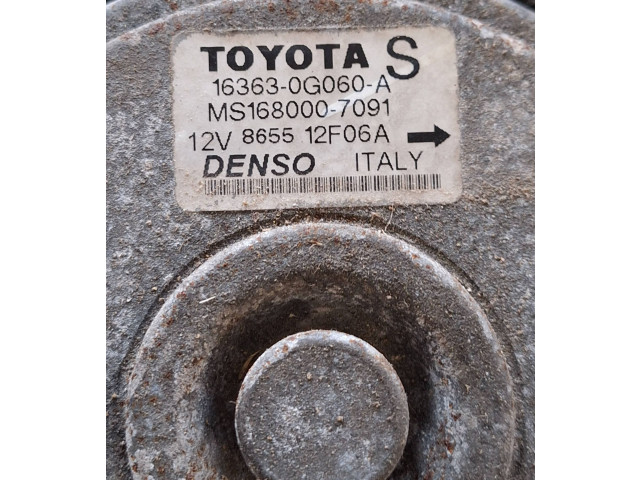 TOYOTA S
16363-0G060-A
MS168000-7091
12V 8655 12F06A
DENSO ITALY